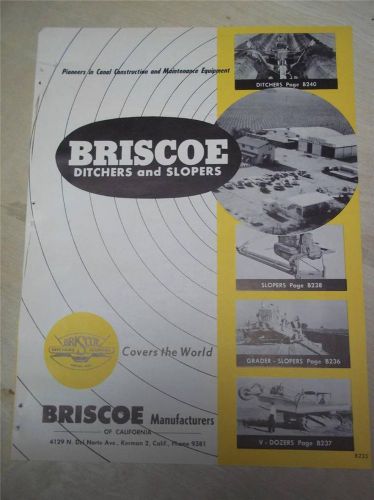 Pioneers in Canal Construction and Maintenance Equipment
DITCHERS Page B240
BRISCOE
DITCHERS and SLOPERS
SLOPERS Page B238
BRISCOE
Covers the World
GRADER - SLOPERS Page B236
BRISCOE Manufacturers
OF CALIFORNIA
4129 N. Del Norte Ave., Kerman 2, Calif., Phone 9381
V - DOZERS Page B237
B235